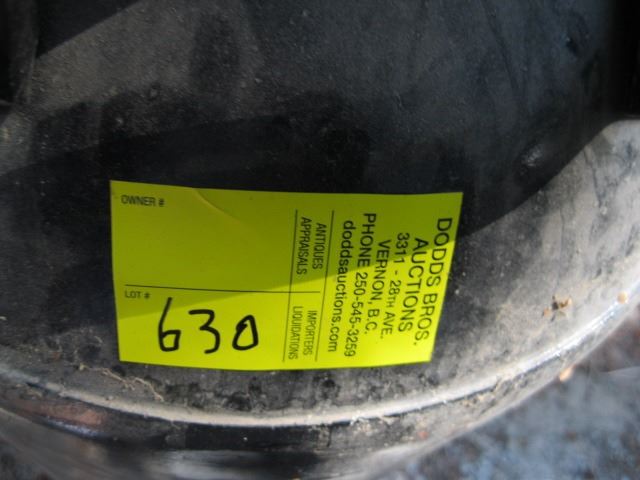 DODDS BROS.
AUCTIONS
3311 - 28TH AVE.
VERNON, B.C.
PHONE 250-545-3259
doddsauctions.com
ANTIQUES IMPORTERS
APPRAISALS LIQUIDATIONS
OWNER #
LOT #
630